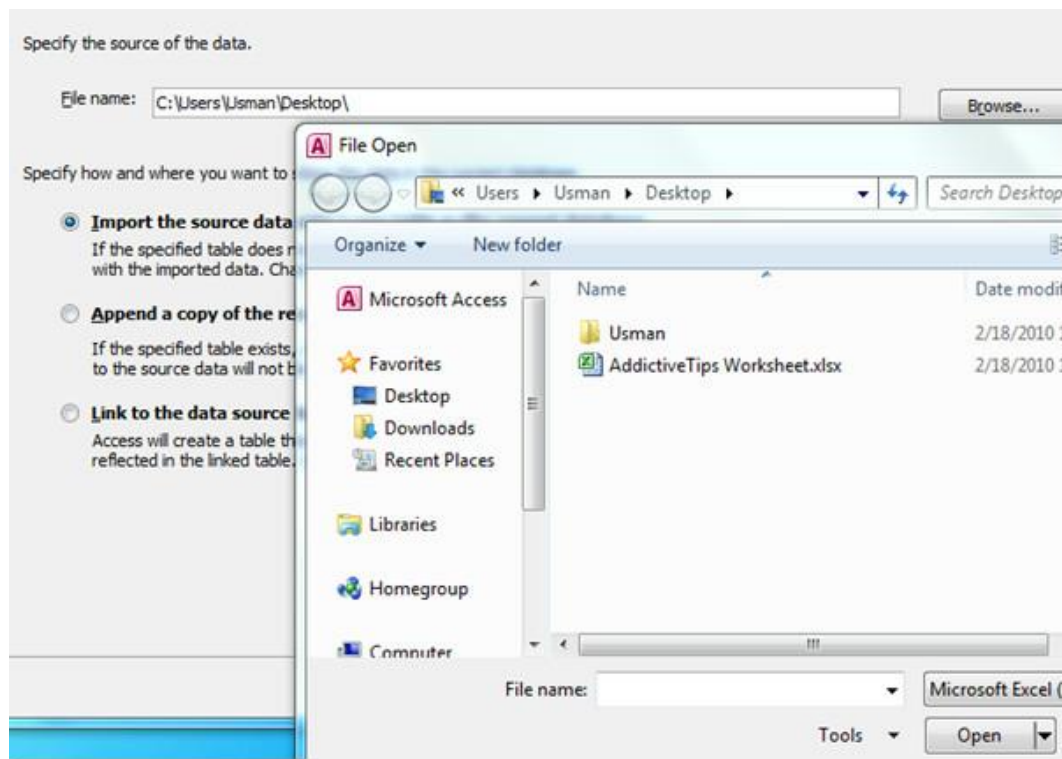 Specify the source of the data.
File name: C:\Users\Usman\Desktop\ Browse...
File Open
Specify how and where you want to
« Users Usman Desktop Search Desktop
Import the source data
If the specified table does
with the imported data.
Organize New folder
Microsoft Access Name Date modif
Append a copy of the re
If the specified table exists,
to the source data will not
Usman 2/18/2010
Favorites AddictiveTips Worksheet.xlsx 2/18/2010
Desktop
Link to the data source
Downloads
Access will create a table
reflected in the linked table.
Recent Places
Libraries
Homegroup
Computer
File name: Microsoft Excel (
Tools Open